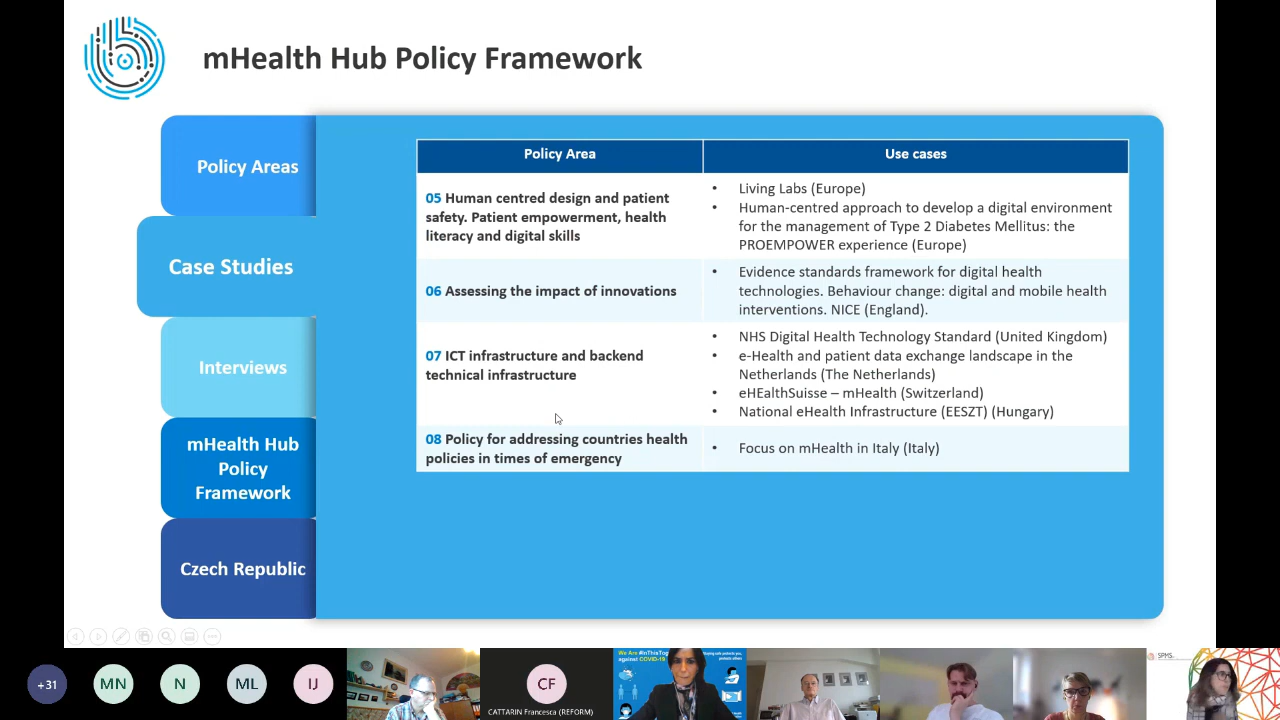 mHealth Hub Policy Framework
Policy Areas
Case Studies
Interviews
mHealth Hub
Policy
Framework
Czech Republic
Policy Area
Use cases
05 Human centred design and patient
safety. Patient empowerment, health
literacy and digital skills
• Living Labs (Europe)
• Human-centred approach to develop a digital environment
for the management of Type 2 Diabetes Mellitus: the
PROEMPOWER experience (Europe)
06 Assessing the impact of innovations
• Evidence standards framework for digital health
technologies. Behaviour change: digital and mobile health
interventions. NICE (England).
07 ICT infrastructure and backend
technical infrastructure
• NHS Digital Health Technology Standard (United Kingdom)
• e-Health and patient data exchange landscape in the
Netherlands (The Netherlands)
• eHEalthSuisse – mHealth (Switzerland)
• National eHealth Infrastructure (EESZT) (Hungary)
08 Policy for addressing countries health
policies in times of emergency
• Focus on mHealth in Italy (Italy)
+31
MN
N
ML
IJ
CF
CATTARIN Francesca (REFORM)
We Are #InThisTog
against COVID-19
SPMS